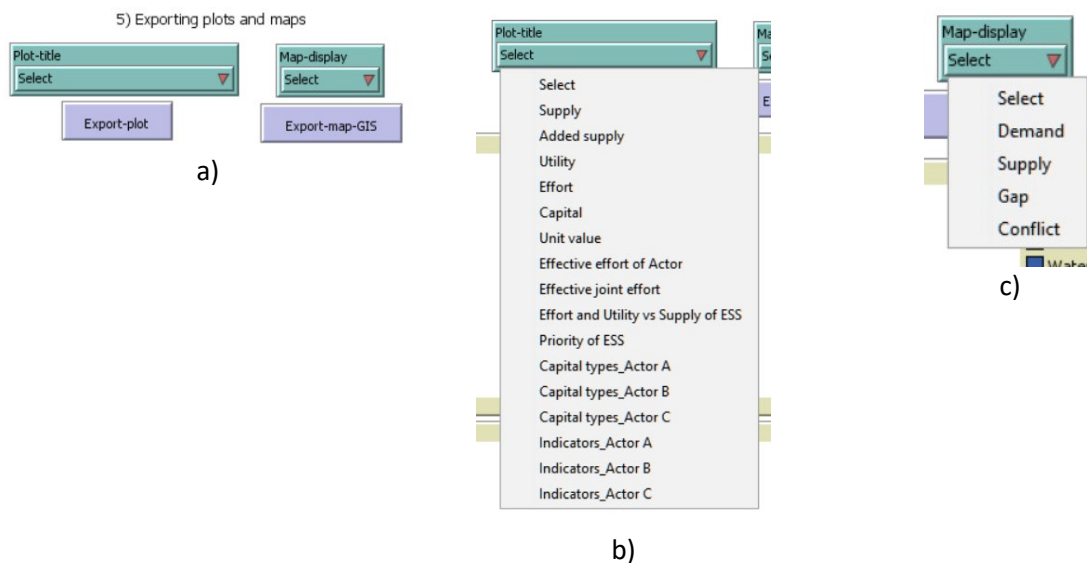 5) Exporting plots and maps
Plot-title
Select
Map-display
Select
Export-plot
Export-map-GIS
a)
Plot-title
Select
Select
Supply
Added supply
Utility
Effort
Capital
Unit value
Effective effort of Actor
Effective joint effort
Effort and Utility vs Supply of ESS
Priority of ESS
Capital types_Actor A
Capital types_Actor B
Capital types_Actor C
Indicators_Actor A
Indicators_Actor B
Indicators_Actor C
b)
Map-display
Select
Select
Demand
Supply
Gap
Conflict
c)